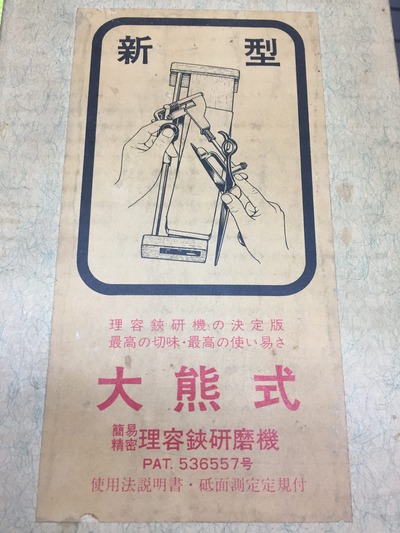 新型
理容鋏研機の決定版
最高の切味・最高の使い易さ
大熊式
簡易
精密
理容鋏研磨機
PAT. 536557号
使用法説明書・砥面測定定規付